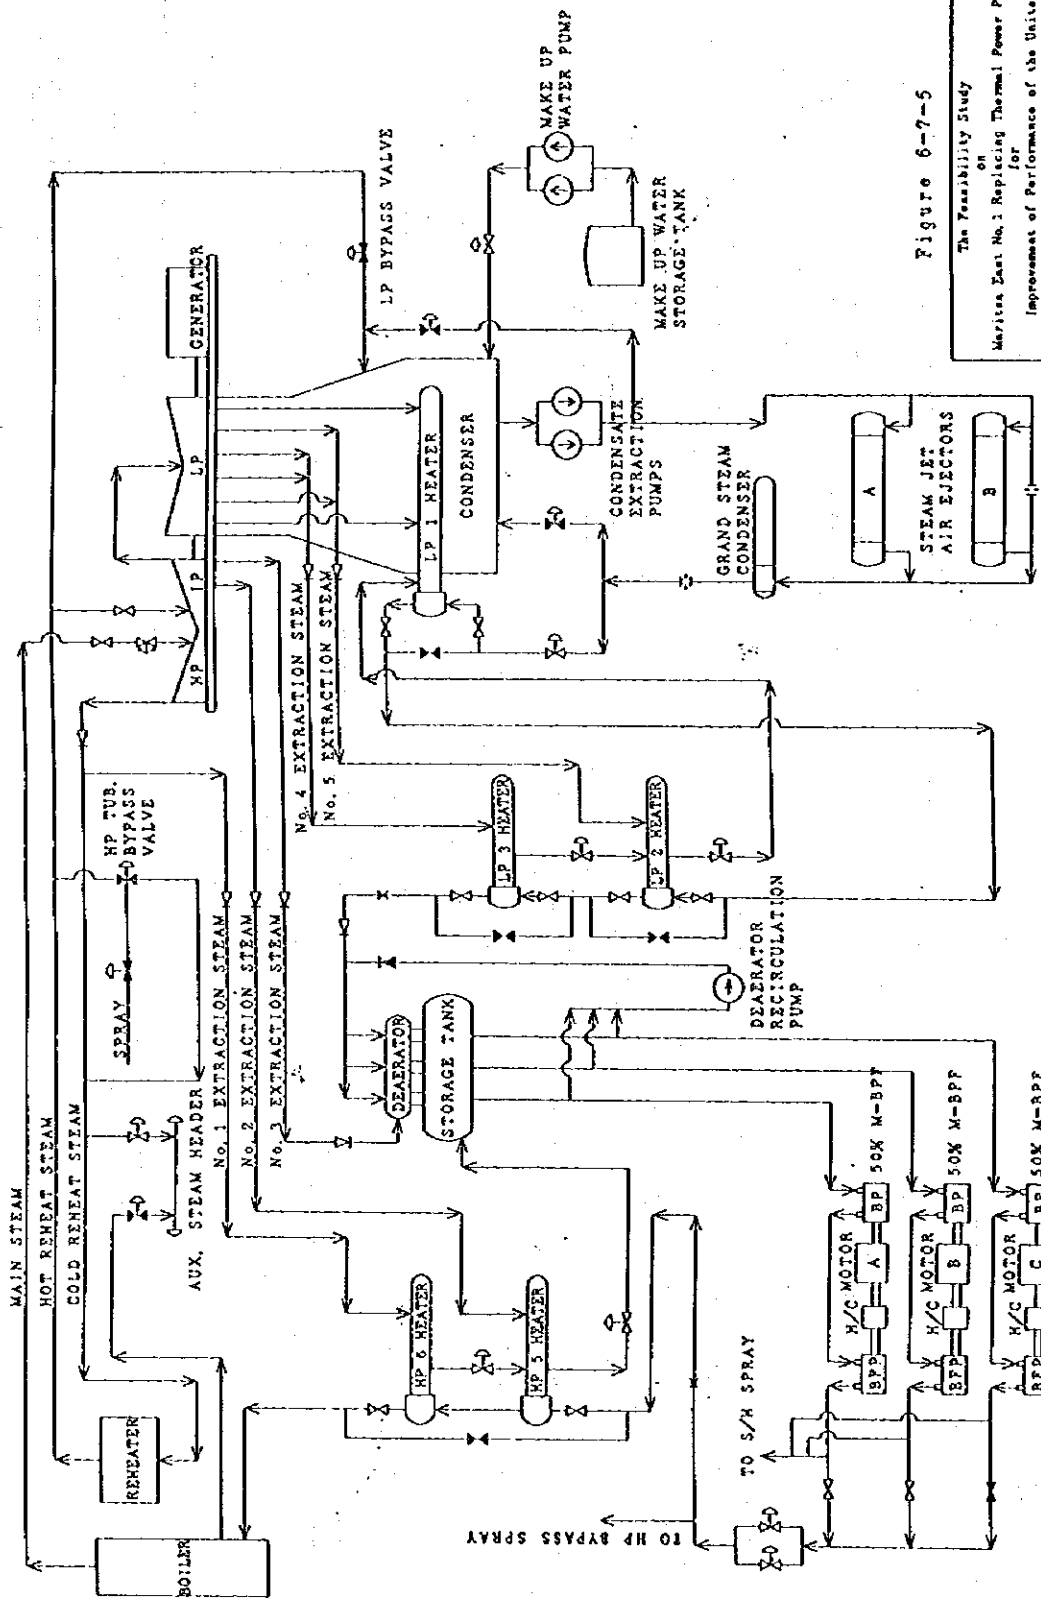 MAIN STEAM
HOT REHEAT STEAM
COLD REHEAT STEAM
BOILER
REHEATER
SPRAY
HP TUB.
BYPASS
VALVE
AUX. STEAM HEADER
HP
IP
LP
GENERATOR
No. 1 EXTRACTION STEAM
No. 2 EXTRACTION STEAM
No. 3 EXTRACTION STEAM
No. 4 EXTRACTION STEAM
No. 5 EXTRACTION STEAM
LP BYPASS VALVE
MAKE UP
WATER PUMP
MAKE UP WATER
STORAGE TANK
LP 1 HEATER
CONDENSER
CONDENSATE
EXTRACTION
PUMPS
GRAND STEAM
CONDENSER
A
STEAM JET
AIR EJECTORS
B
LP 3 HEATER
LP 2 HEATER
DEAERATOR
STORAGE TANK
DEAERATOR
RECIRCULATION
PUMP
HP 6 HEATER
HP 5 HEATER
TO S/H SPRAY
TO HP BYPASS SPRAY
H/C MOTOR
BFP
A
BP
50% M-BPF
H/C MOTOR
BFP
B
BP
50% M-BPF
H/C MOTOR
BFP
C
BP
50% M-BPF
Figure 6-7-5
The Feasibility Study
on
Maritsa East No. 1 Replacing Thermal Power
for
Improvement of Performance of the